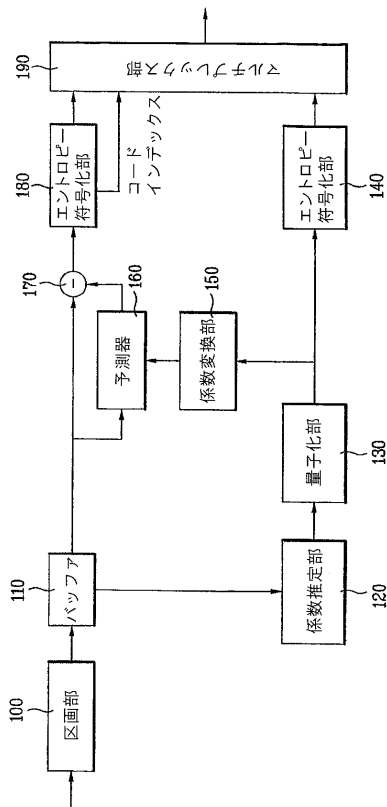 100
区画部
110
バッファ
120
係数推定部
130
量子化部
140
エントロピー
符号化部
150
係数変換部
160
予測器
170
−
180
エントロピー
符号化部
コード
インデックス
190
マルチプレックス部